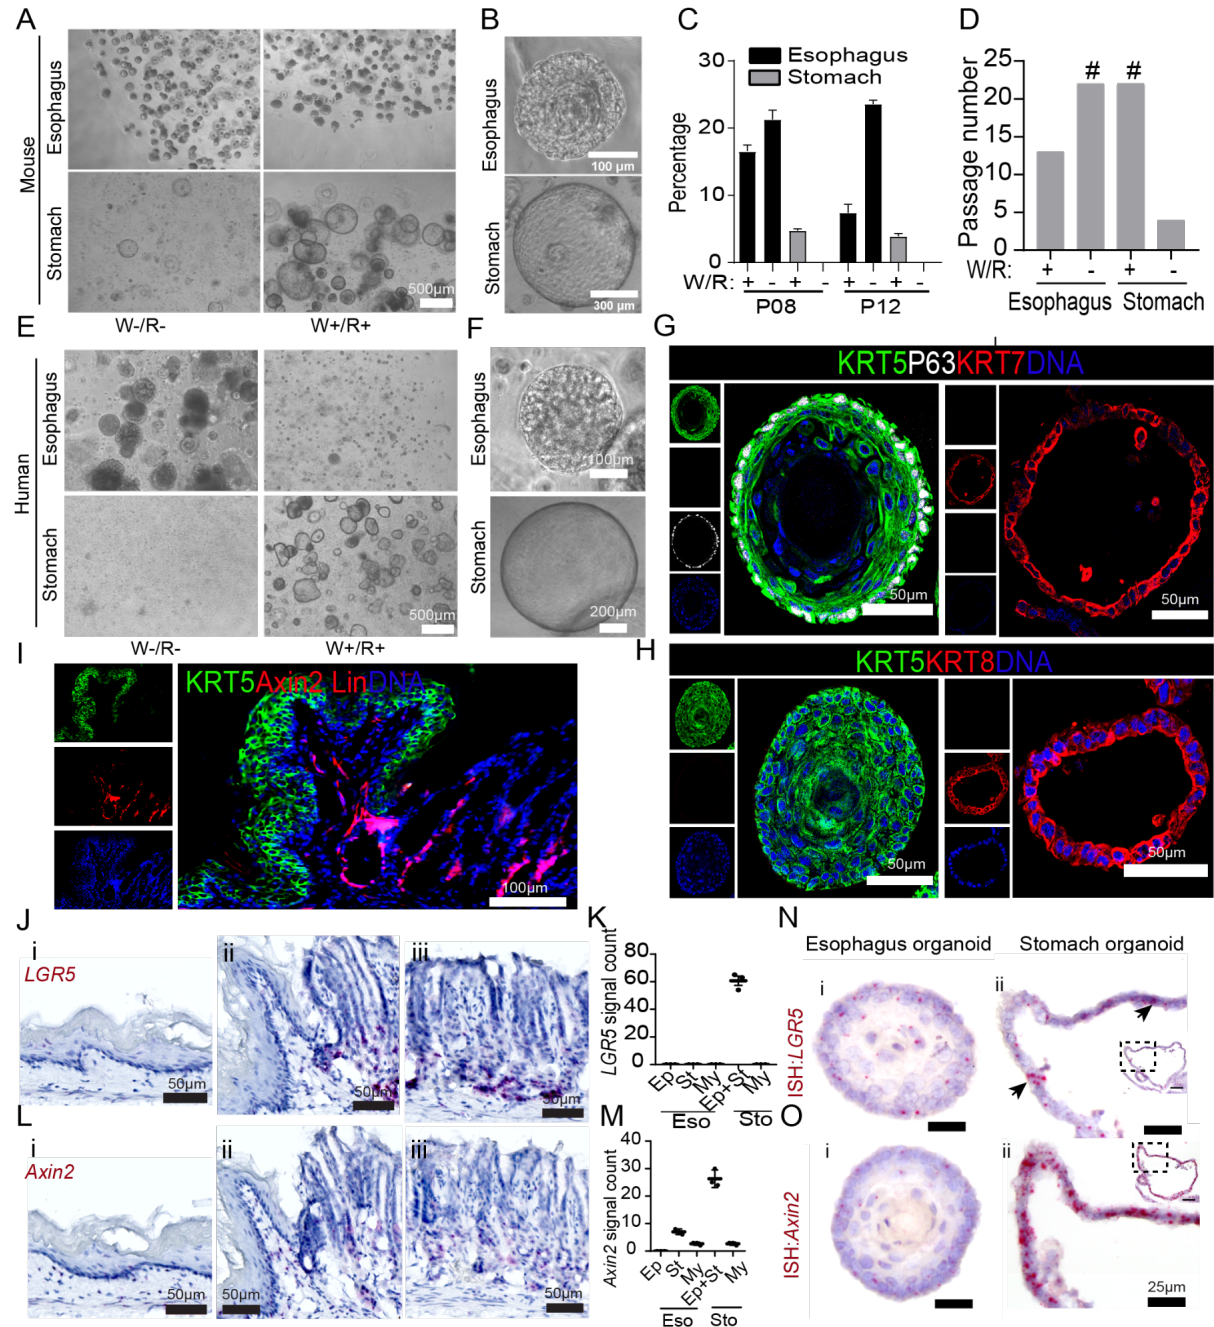 A
Mouse
Esophagus
Stomach
500µm
W-/R-
W+/R+
B
Esophagus
100 µm
Stomach
300 µm
C
Percentage
30
20
10
0
Esophagus
Stomach
W/R:
+ - + - + - + -
P08
P12
D
Passage number
25
20
15
10
5
0
# #
W/R:
+ - + -
Esophagus Stomach
E
Human
Esophagus
Stomach
500µm
W-/R-
W+/R+
F
Esophagus
100µm
Stomach
200µm
G
KRT5P63KRT7DNA
50µm
50µm
H
KRT5KRT8DNA
50µm
50µm
I
KRT5Axin2 LinDNA
100µm
J
i
LGR5
50µm
ii
50µm
iii
50µm
K
LGR5 signal count
80
60
40
20
0
Ep St My Ep+St My
Eso Sto
L
i
Axin2
50µm
ii
50µm
iii
50µm
M
Axin2 signal count
40
30
20
10
0
Ep St My Ep+St My
Eso Sto
N
Esophagus organoid
Stomach organoid
ISH:LGR5
i
ii
O
ISH:Axin2
i
ii
25µm